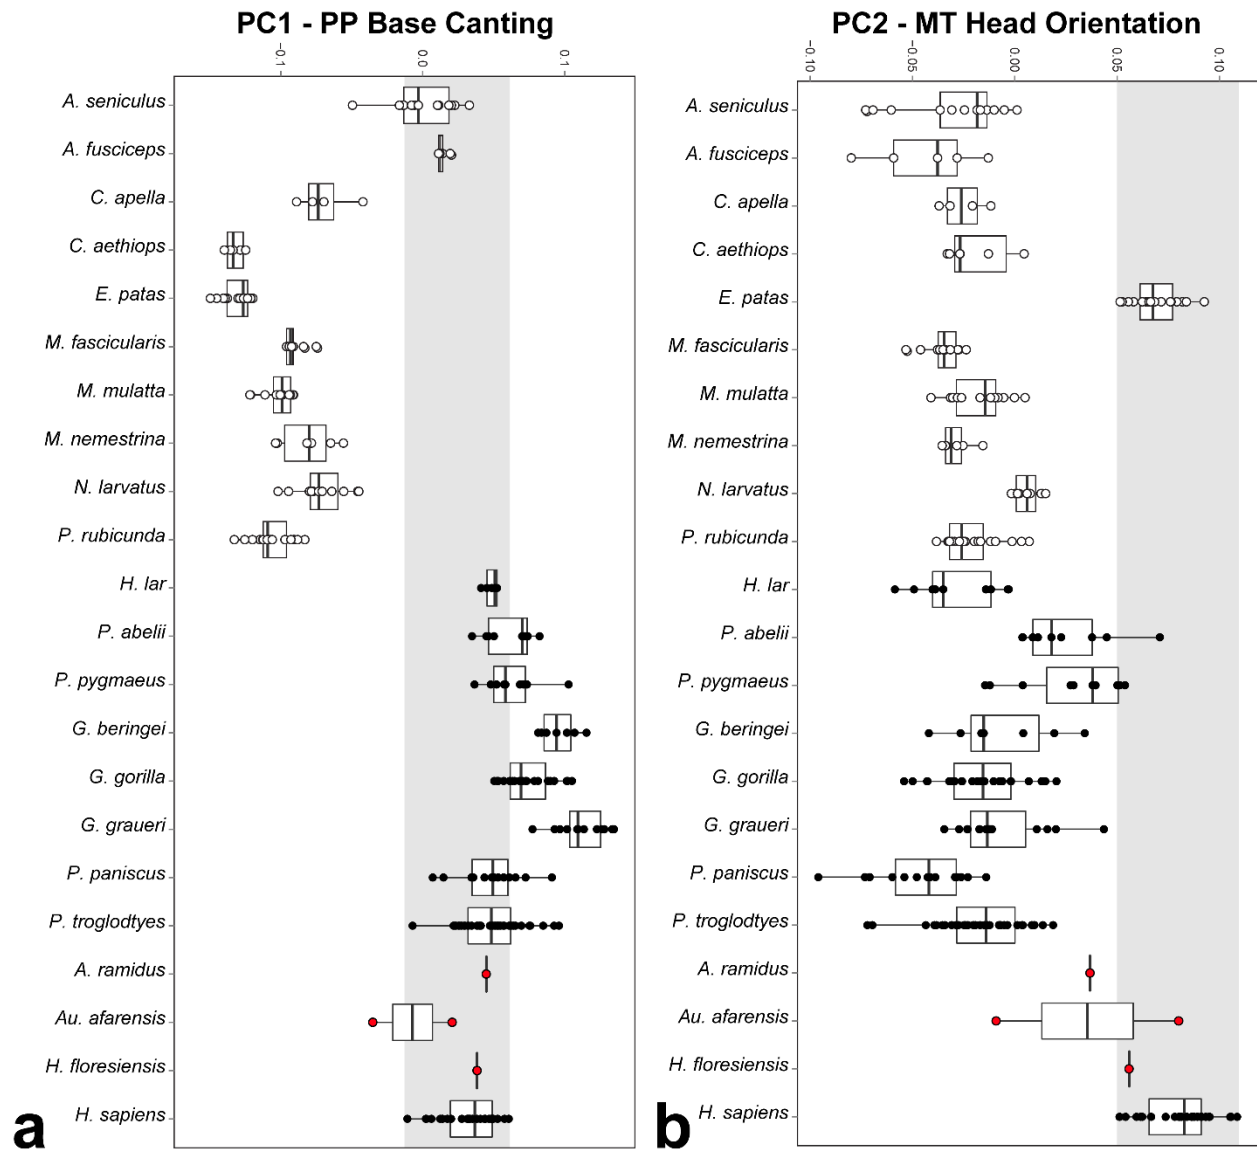 PC1 - PP Base Canting
-0.1
0.0
0.1
A. seniculus
A. fusciceps
C. apella
C. aethiops
E. patas
M. fascicularis
M. mulatta
M. nemestrina
N. larvatus
P. rubicunda
H. lar
P. abelii
P. pygmaeus
G. beringei
G. gorilla
G. graueri
P. paniscus
P. troglodtyes
A. ramidus
Au. afarensis
H. floresiensis
H. sapiens
a
PC2 - MT Head Orientation
-0.10
-0.05
0.00
0.05
0.10
A. seniculus
A. fusciceps
C. apella
C. aethiops
E. patas
M. fascicularis
M. mulatta
M. nemestrina
N. larvatus
P. rubicunda
H. lar
P. abelii
P. pygmaeus
G. beringei
G. gorilla
G. graueri
P. paniscus
P. troglodtyes
A. ramidus
Au. afarensis
H. floresiensis
H. sapiens
b